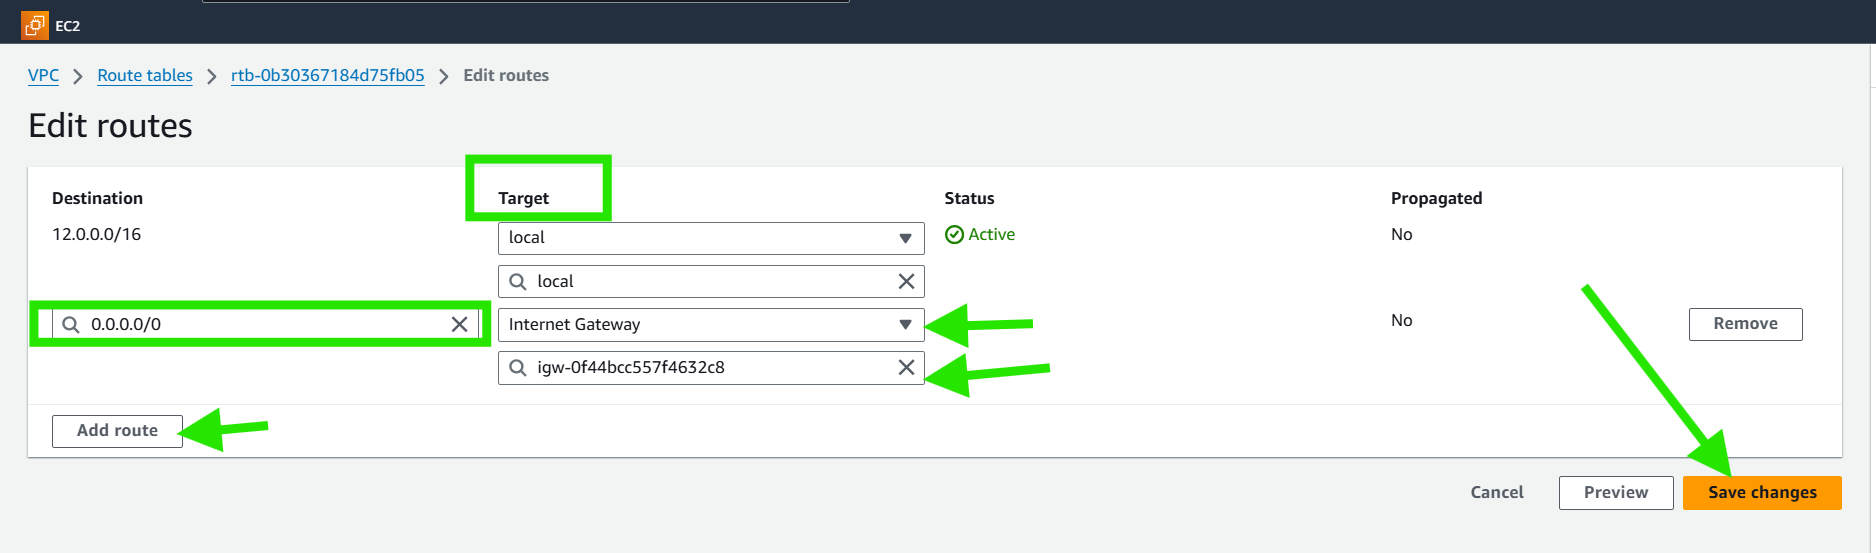 EC2
VPC > Route tables > rtb-0b30367184d75fb05 > Edit routes
Edit routes
Destination Target Status Propagated
12.0.0.0/16 local Active No
local
0.0.0.0/0 Internet Gateway No Remove
igw-0f44bcc557f4632c8
Add route
Cancel Preview Save changes